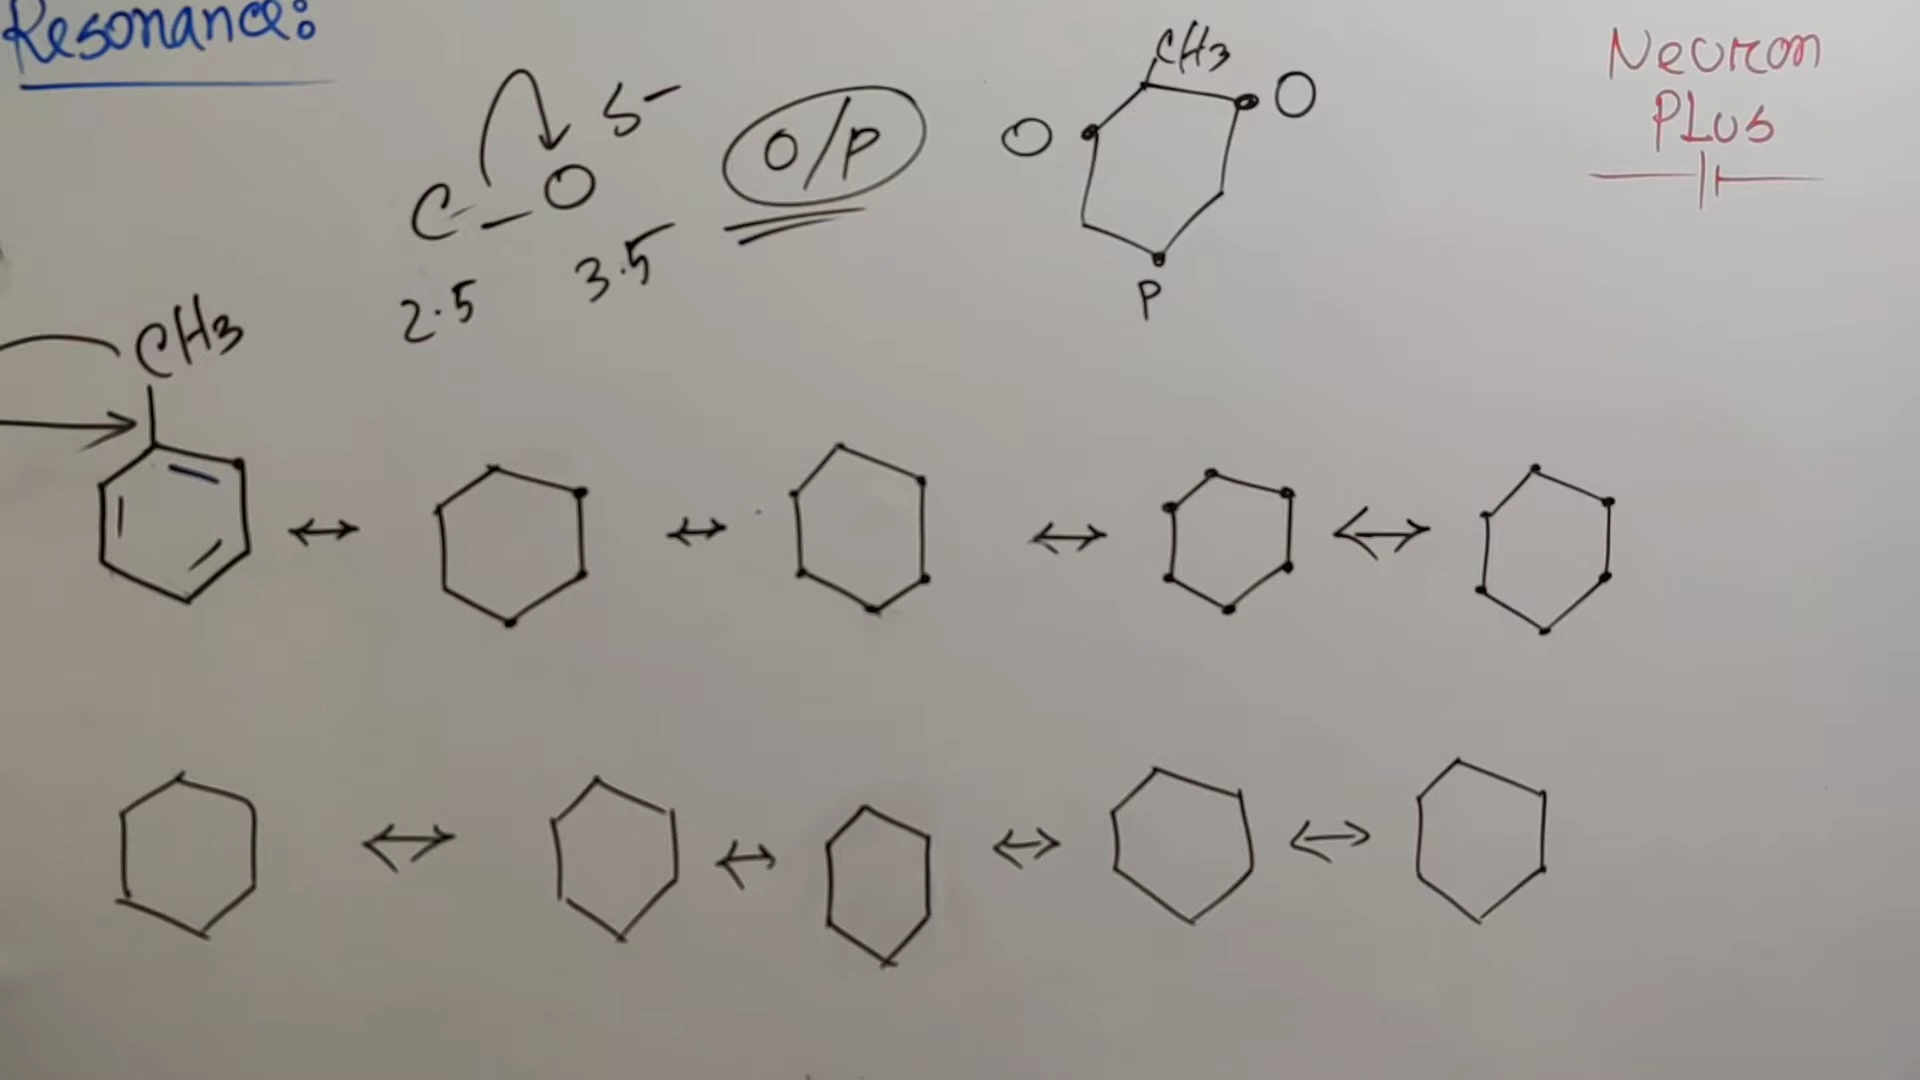 Resonance:
C - O δ-
2.5 3.5
O/P
CH3
O O
P
Neuron
PLus
CH3